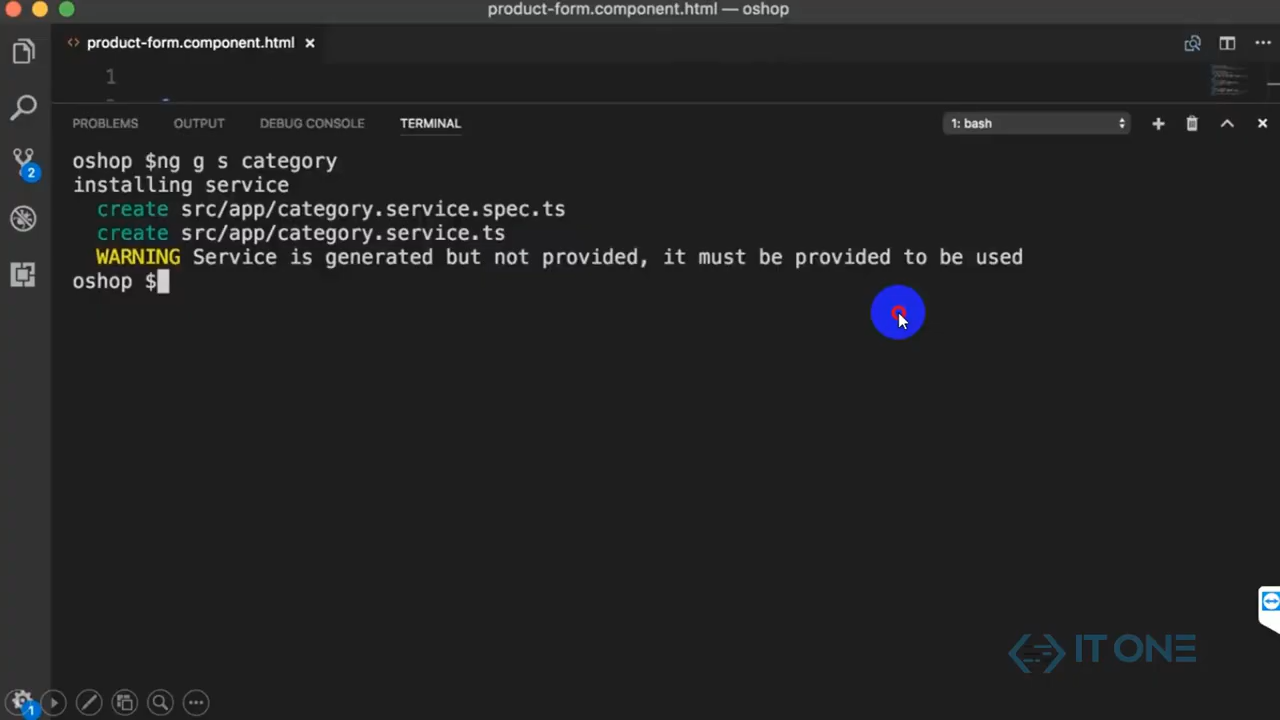 product-form.component.html — oshop
<> product-form.component.html ×
1
PROBLEMS OUTPUT DEBUG CONSOLE TERMINAL 1: bash
oshop $ng g s category
installing service
create src/app/category.service.spec.ts
create src/app/category.service.ts
WARNING Service is generated but not provided, it must be provided to be used
oshop $
2
IT ONE
1